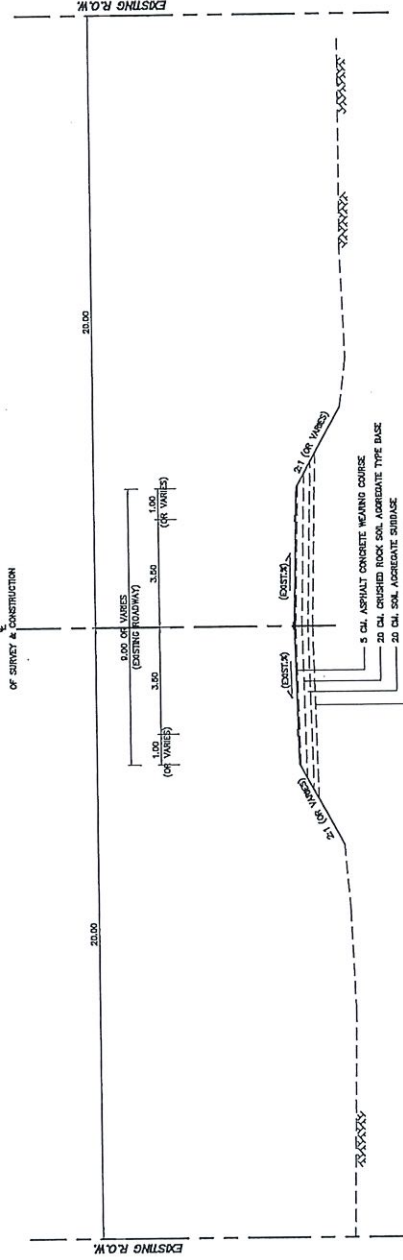 ℄
OF SURVEY & CONSTRUCTION
EXISTING R.O.W.
EXISTING R.O.W.
20.00
20.00
9.00 OR VARIES
(EXISTING ROADWAY)
1.00
(OR VARIES)
3.50
3.50
1.00
(OR VARIES)
(EXIST.%)
(EXIST.%)
2:1 (OR VARIES)
2:1 (OR VARIES)
5 CM. ASPHALT CONCRETE WEARING COURSE
20 CM. CRUSHED ROCK SOIL AGGREGATE TYPE BASE
20 CM. SOIL AGGREGATE SUBBASE